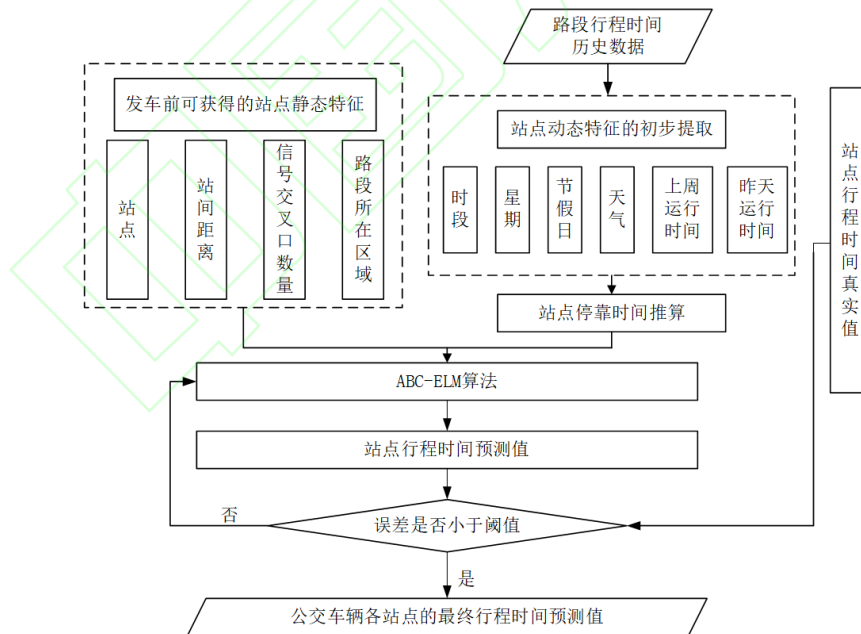 路段行程时间
历史数据
发车前可获得的站点静态特征
站点
站间距离
信号交叉口数量
路段所在区域
站点动态特征的初步提取
时段
星期
节假日
天气
上周
运行
时间
昨天
运行
时间
站点行程时间真实值
站点停靠时间推算
ABC-ELM算法
站点行程时间预测值
误差是否小于阈值
否
是
公交车辆各站点的最终行程时间预测值